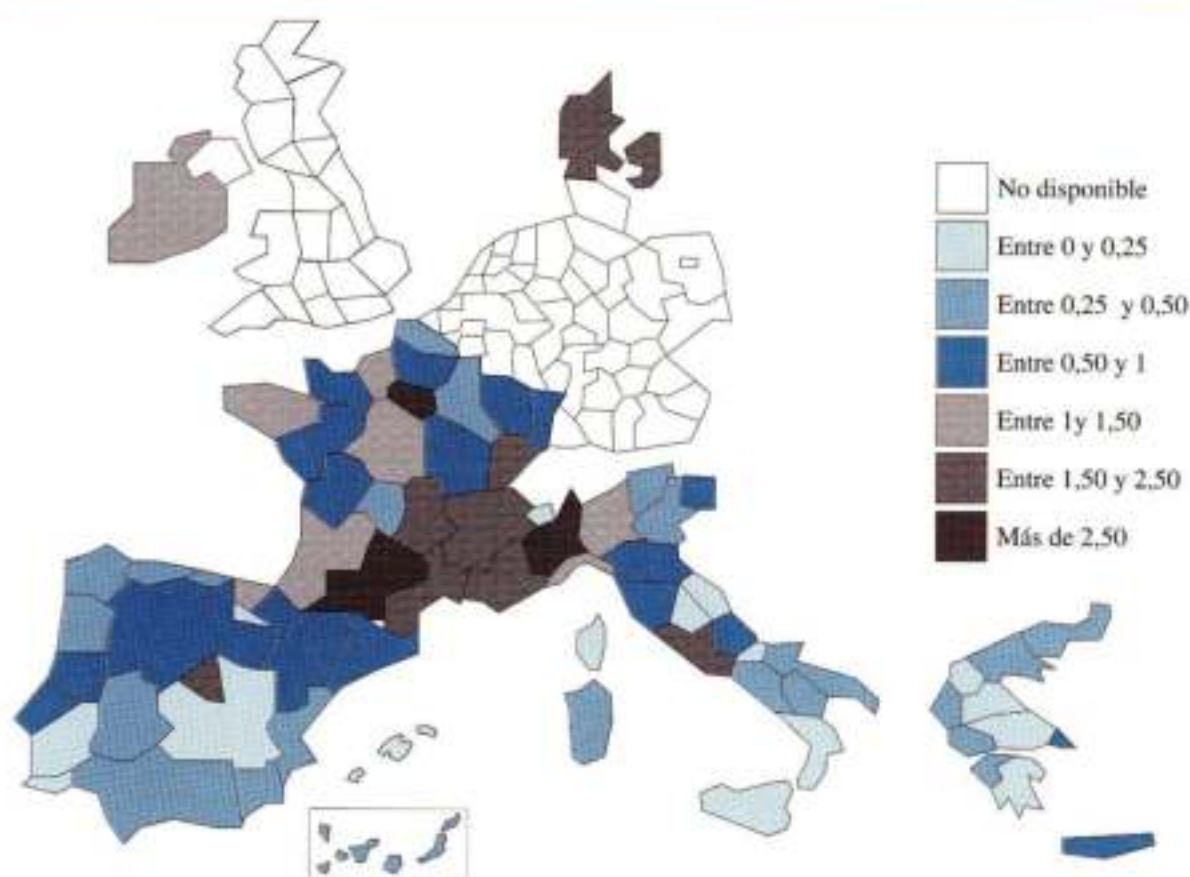 No disponible
Entre 0 y 0,25
Entre 0,25 y 0,50
Entre 0,50 y 1
Entre 1y 1,50
Entre 1,50 y 2,50
Más de 2,50